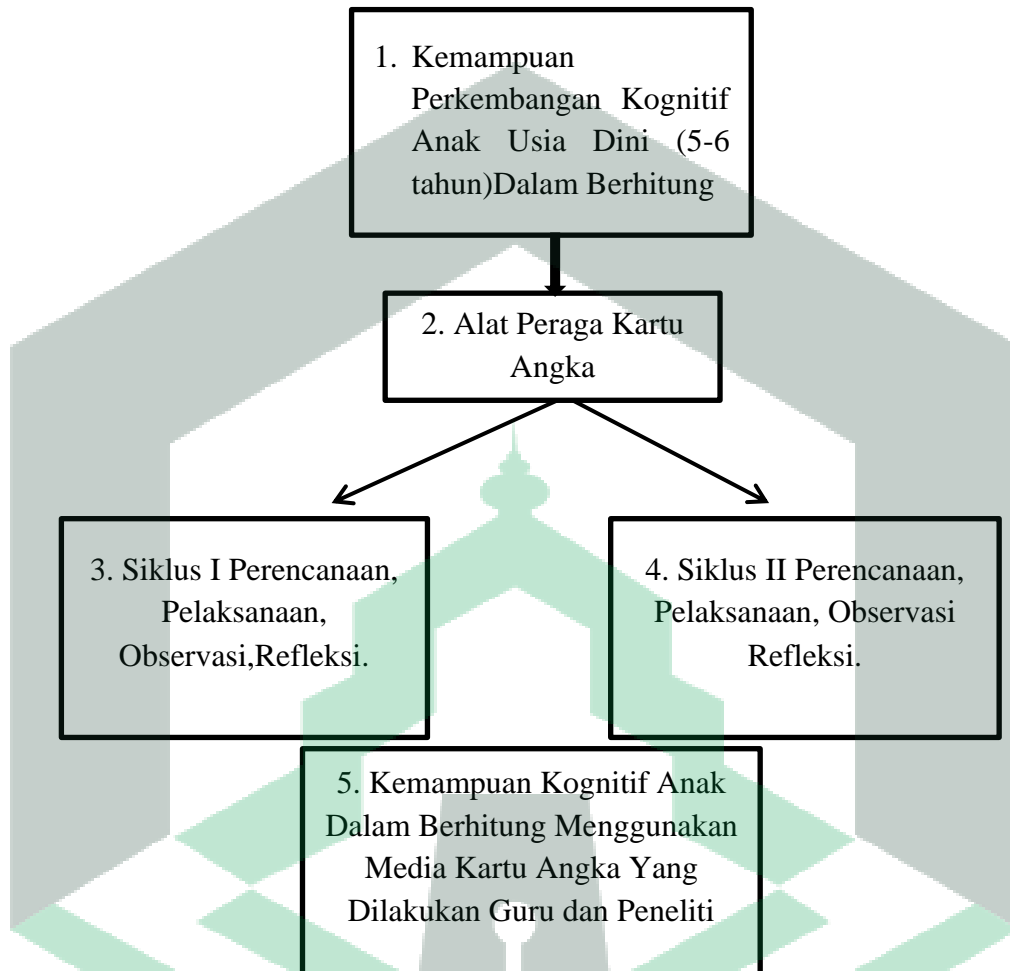 1. Kemampuan
Perkembangan Kognitif
Anak Usia Dini (5-6
tahun)Dalam Berhitung
2. Alat Peraga Kartu
Angka
3. Siklus I Perencanaan,
Pelaksanaan,
Observasi,Refleksi.
4. Siklus II Perencanaan,
Pelaksanaan, Observasi
Refleksi.
5. Kemampuan Kognitif Anak
Dalam Berhitung Menggunakan
Media Kartu Angka Yang
Dilakukan Guru dan Peneliti